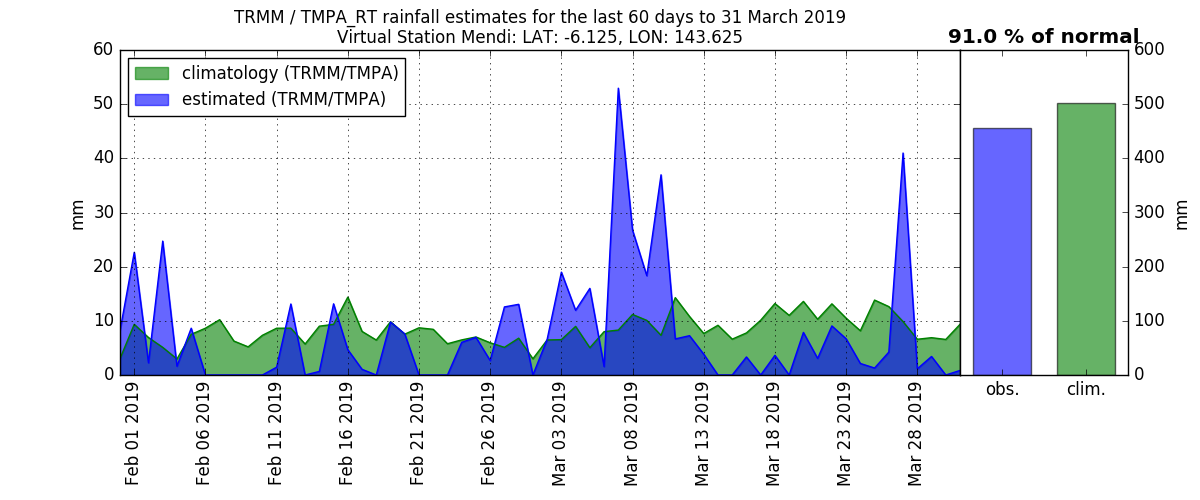 TRMM / TMPA_RT rainfall estimates for the last 60 days to 31 March 2019
Virtual Station Mendi: LAT: -6.125, LON: 143.625
91.0 % of normal
climatology (TRMM/TMPA)
estimated (TRMM/TMPA)
60
50
40
30
20
10
0
mm
Feb 01 2019
Feb 06 2019
Feb 11 2019
Feb 16 2019
Feb 21 2019
Feb 26 2019
Mar 03 2019
Mar 08 2019
Mar 13 2019
Mar 18 2019
Mar 23 2019
Mar 28 2019
obs.
clim.
600
500
400
300
200
100
0
mm